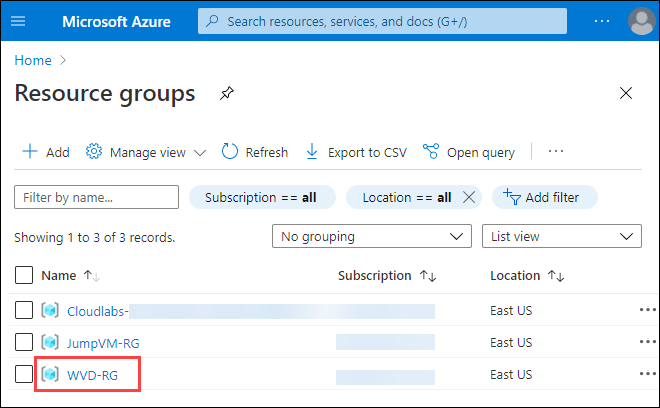 Microsoft Azure
Search resources, services, and docs (G+/)
Home
Resource groups
Add Manage view Refresh Export to CSV Open query
Filter by name...
Subscription == all
Location == all
Add filter
Showing 1 to 3 of 3 records.
No grouping
List view
Name Subscription Location
Cloudlabs- East US
JumpVM-RG East US
WVD-RG East US